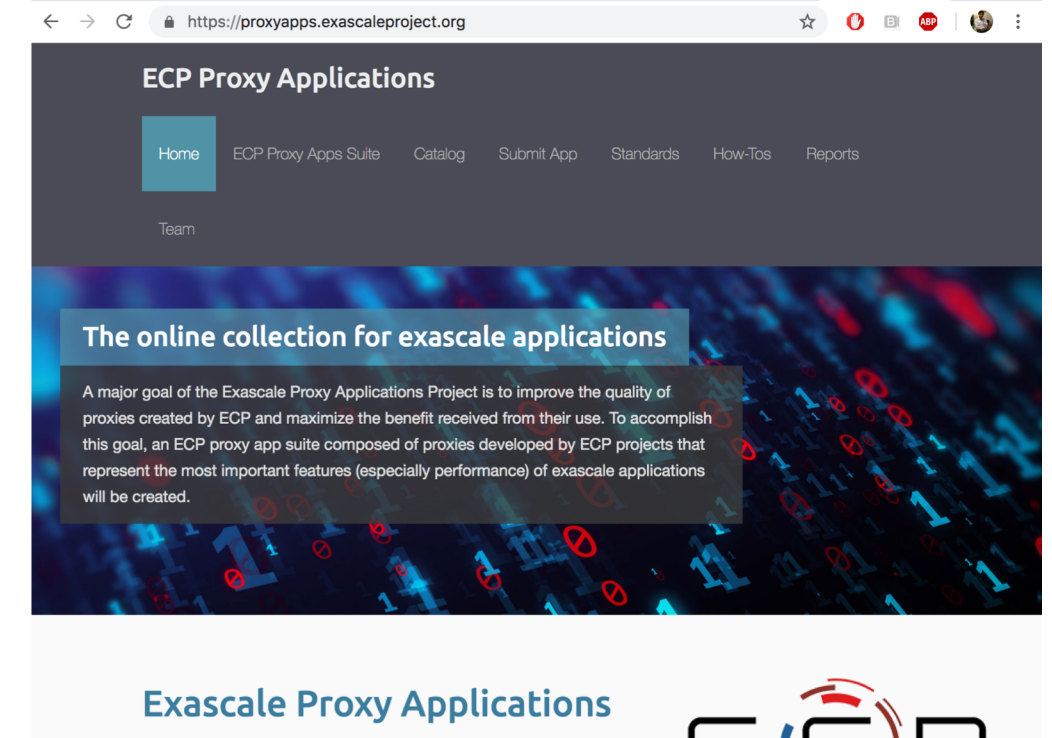 https://proxyapps.exascaleproject.org
ABP
ECP Proxy Applications
Home ECP Proxy Apps Suite Catalog Submit App Standards How-Tos Reports
Team
The online collection for exascale applications
A major goal of the Exascale Proxy Applications Project is to improve the quality of
proxies created by ECP and maximize the benefit received from their use. To accomplish
this goal, an ECP proxy app suite composed of proxies developed by ECP projects that
represent the most important features (especially performance) of exascale applications
will be created.
Exascale Proxy Applications